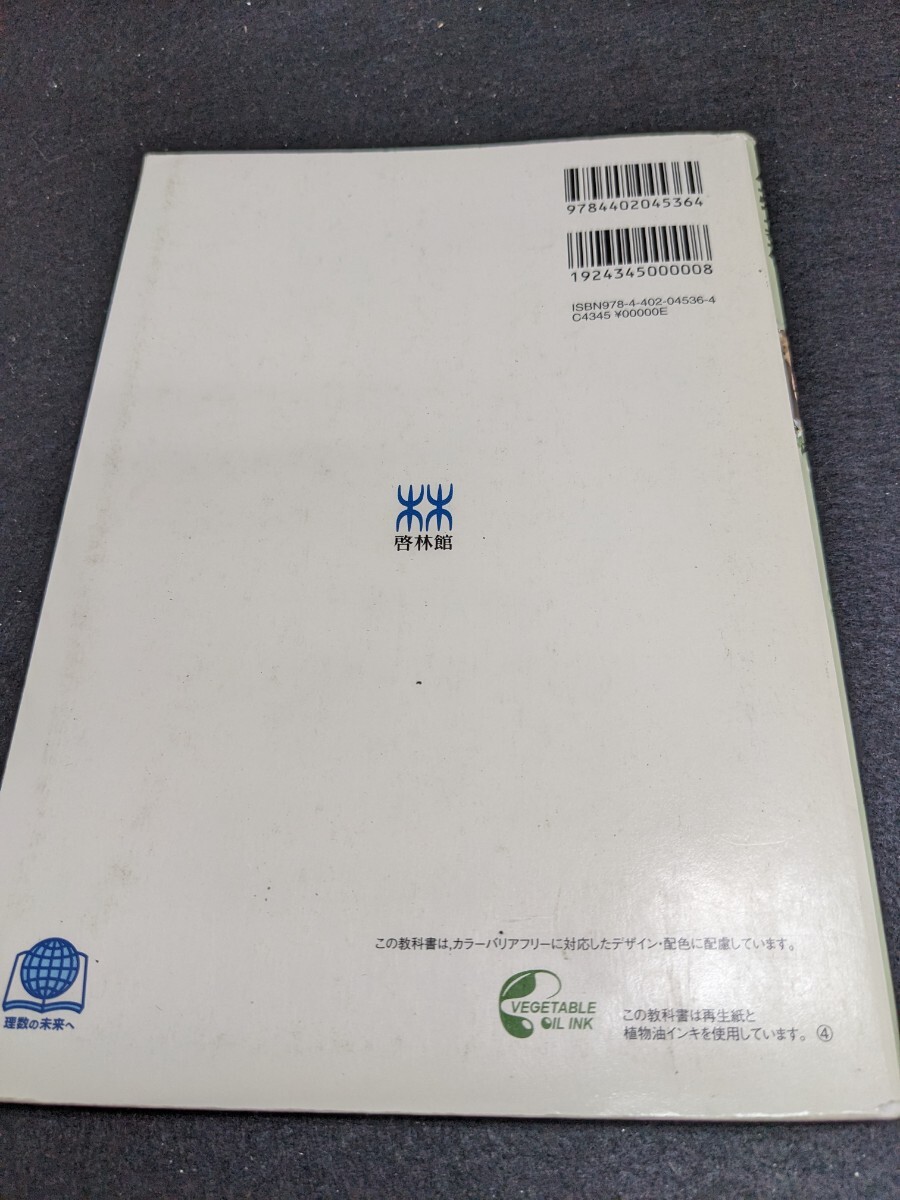 9784402045364
1924345000008
ISBN978-4-402-04536-4
C4345 ¥00000E
啓林館
この教科書は,カラーバリアフリーに対応したデザイン・配色に配慮しています。
理数の未来へ
VEGETABLE
OIL INK
この教科書は再生紙と
植物油インキを使用しています。 ④